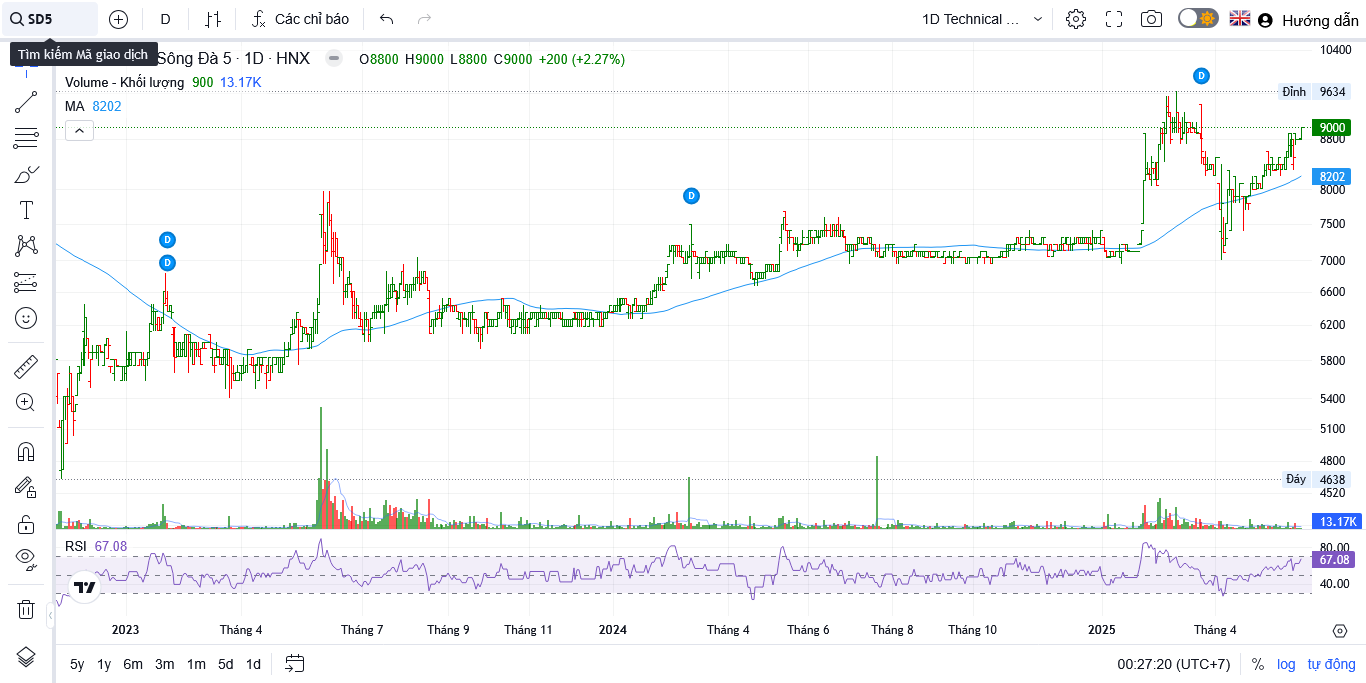 SD5 D Các chỉ báo 1D Technical ... Hướng dẫn
Tìm kiếm Mã giao dịch
Sông Đà 5 · 1D · HNX O8800 H9000 L8800 C9000 +200 (+2.27%)
Volume - Khối lượng 900 13.17K
MA 8202
10400
D
Đỉnh 9634
9000
8800
8202
8000
D
7500
D
D
7000
6600
6200
5800
5400
5100
4800
Đáy 4638
4520
13.17K
RSI 67.08
80.00
67.08
40.00
2023 Tháng 4 Tháng 7 Tháng 9 Tháng 11 2024 Tháng 4 Tháng 6 Tháng 8 Tháng 10 2025 Tháng 4
5y 1y 6m 3m 1m 5d 1d 00:27:20 (UTC+7) % log tự động